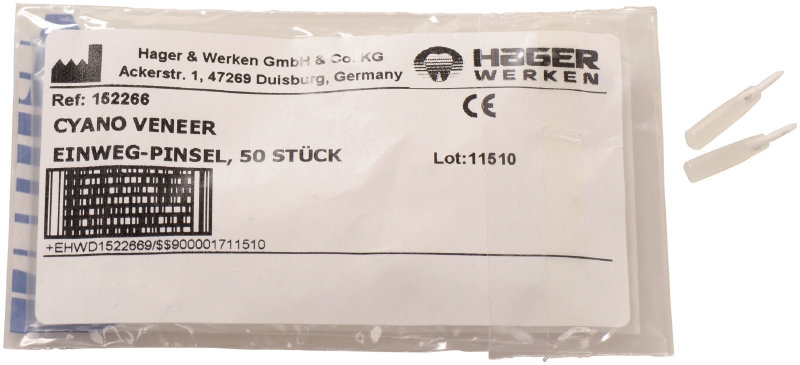 Hager & Werken GmbH & Co. KG
Ackerstr. 1, 47269 Duisburg, Germany
HAGER
WERKEN
Ref: 152266
CE
CYANO VENEER
EINWEG-PINSEL, 50 STÜCK
Lot:11510
+EHWD1522669/$$900001711510